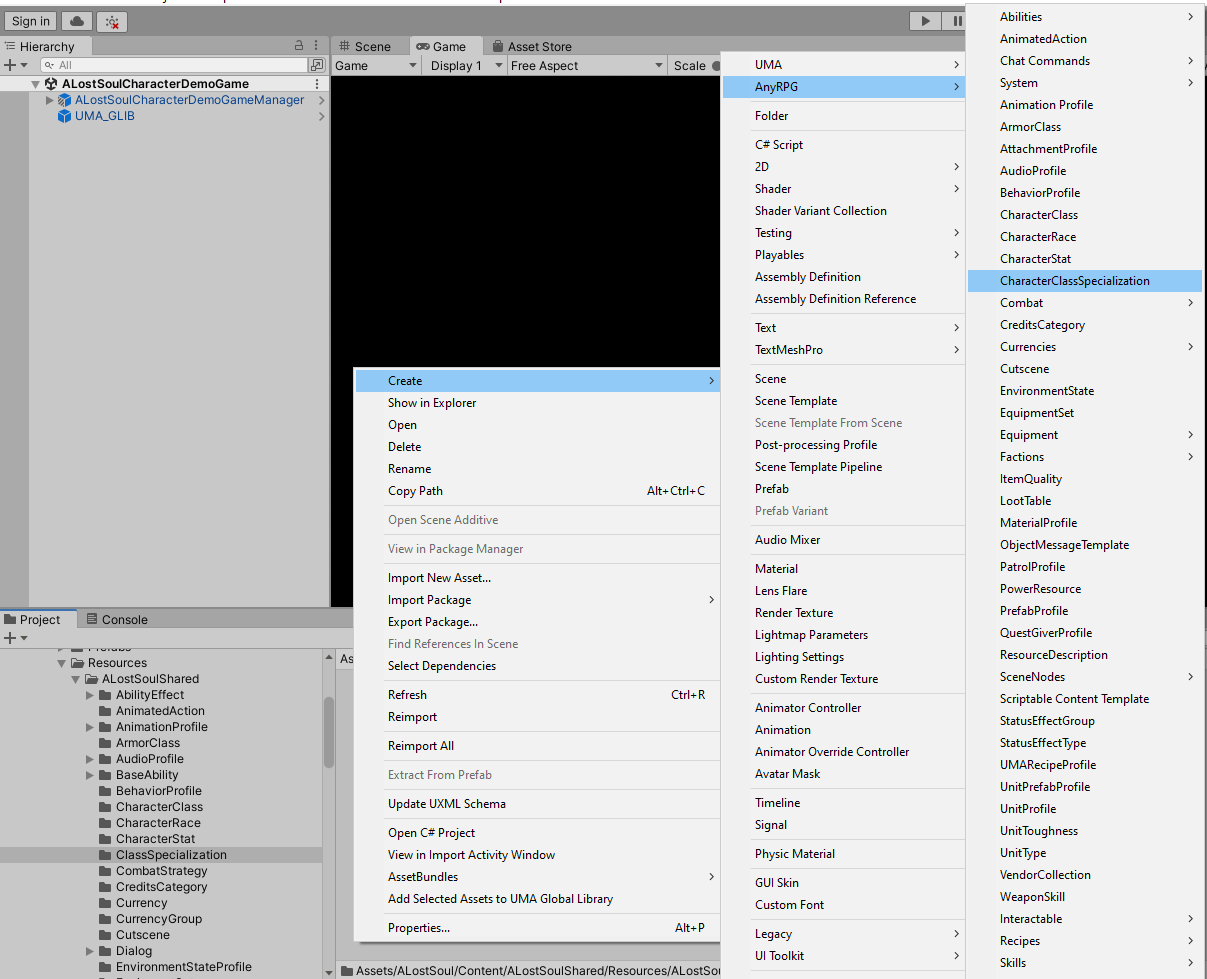 Sign in
Hierarchy
All
ALostSoulCharacterDemoGame
ALostSoulCharacterDemoGameManager
UMA_GLIB
Scene
Game
Asset Store
Game
Display 1
Free Aspect
Scale
Create
Show in Explorer
Open
Delete
Rename
Copy Path Alt+Ctrl+C
Open Scene Additive
View in Package Manager
Import New Asset...
Import Package
Export Package...
Find References In Scene
Select Dependencies
Refresh Ctrl+R
Reimport
Reimport All
Extract From Prefab
Update UXML Schema
Open C# Project
View in Import Activity Window
AssetBundles
Add Selected Assets to UMA Global Library
Properties... Alt+P
UMA
AnyRPG
Folder
C# Script
2D
Shader
Shader Variant Collection
Testing
Playables
Assembly Definition
Assembly Definition Reference
Text
TextMeshPro
Scene
Scene Template
Scene Template From Scene
Post-processing Profile
Scene Template Pipeline
Prefab
Prefab Variant
Audio Mixer
Material
Lens Flare
Render Texture
Lightmap Parameters
Lighting Settings
Custom Render Texture
Animator Controller
Animation
Animator Override Controller
Avatar Mask
Timeline
Signal
Physic Material
GUI Skin
Custom Font
Legacy
UI Toolkit
Abilities
AnimatedAction
Chat Commands
System
Animation Profile
ArmorClass
AttachmentProfile
AudioProfile
BehaviorProfile
CharacterClass
CharacterRace
CharacterStat
CharacterClassSpecialization
Combat
CreditsCategory
Currencies
Cutscene
EnvironmentState
EquipmentSet
Equipment
Factions
ItemQuality
LootTable
MaterialProfile
ObjectMessageTemplate
PatrolProfile
PowerResource
PrefabProfile
QuestGiverProfile
ResourceDescription
SceneNodes
Scriptable Content Template
StatusEffectGroup
StatusEffectType
UMARecipeProfile
UnitPrefabProfile
UnitProfile
UnitToughness
UnitType
VendorCollection
WeaponSkill
Interactable
Recipes
Skills
Project
Console
Prefabs
Resources
ALostSoulShared
AbilityEffect
AnimatedAction
AnimationProfile
ArmorClass
AudioProfile
BaseAbility
BehaviorProfile
CharacterClass
CharacterRace
CharacterStat
ClassSpecialization
CombatStrategy
CreditsCategory
Currency
CurrencyGroup
Cutscene
Dialog
EnvironmentStateProfile
As
Assets/ALostSoul/Content/ALostSoulShared/Resources/ALostSou